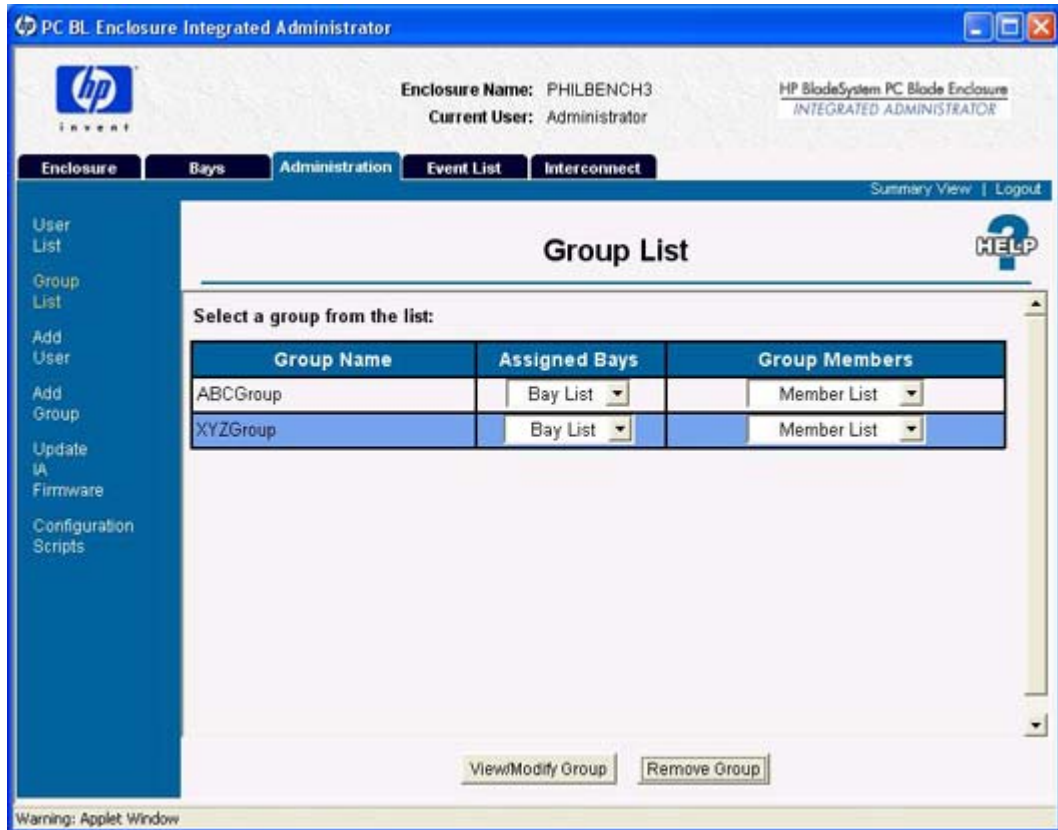 PC BL Enclosure Integrated Administrator
hp
invent
Enclosure Name: PHILBENCH3
Current User: Administrator
HP BladeSystem PC Blade Enclosure
INTEGRATED ADMINISTRATOR
Enclosure Bays Administration Event List Interconnect
Summary View | Logout
User
List
Group
List
Add
User
Add
Group
Update
IA
Firmware
Configuration
Scripts
Group List
HELP
Select a group from the list:
Group Name Assigned Bays Group Members
ABCGroup Bay List Member List
XYZGroup Bay List Member List
View/Modify Group Remove Group
Warning: Applet Window